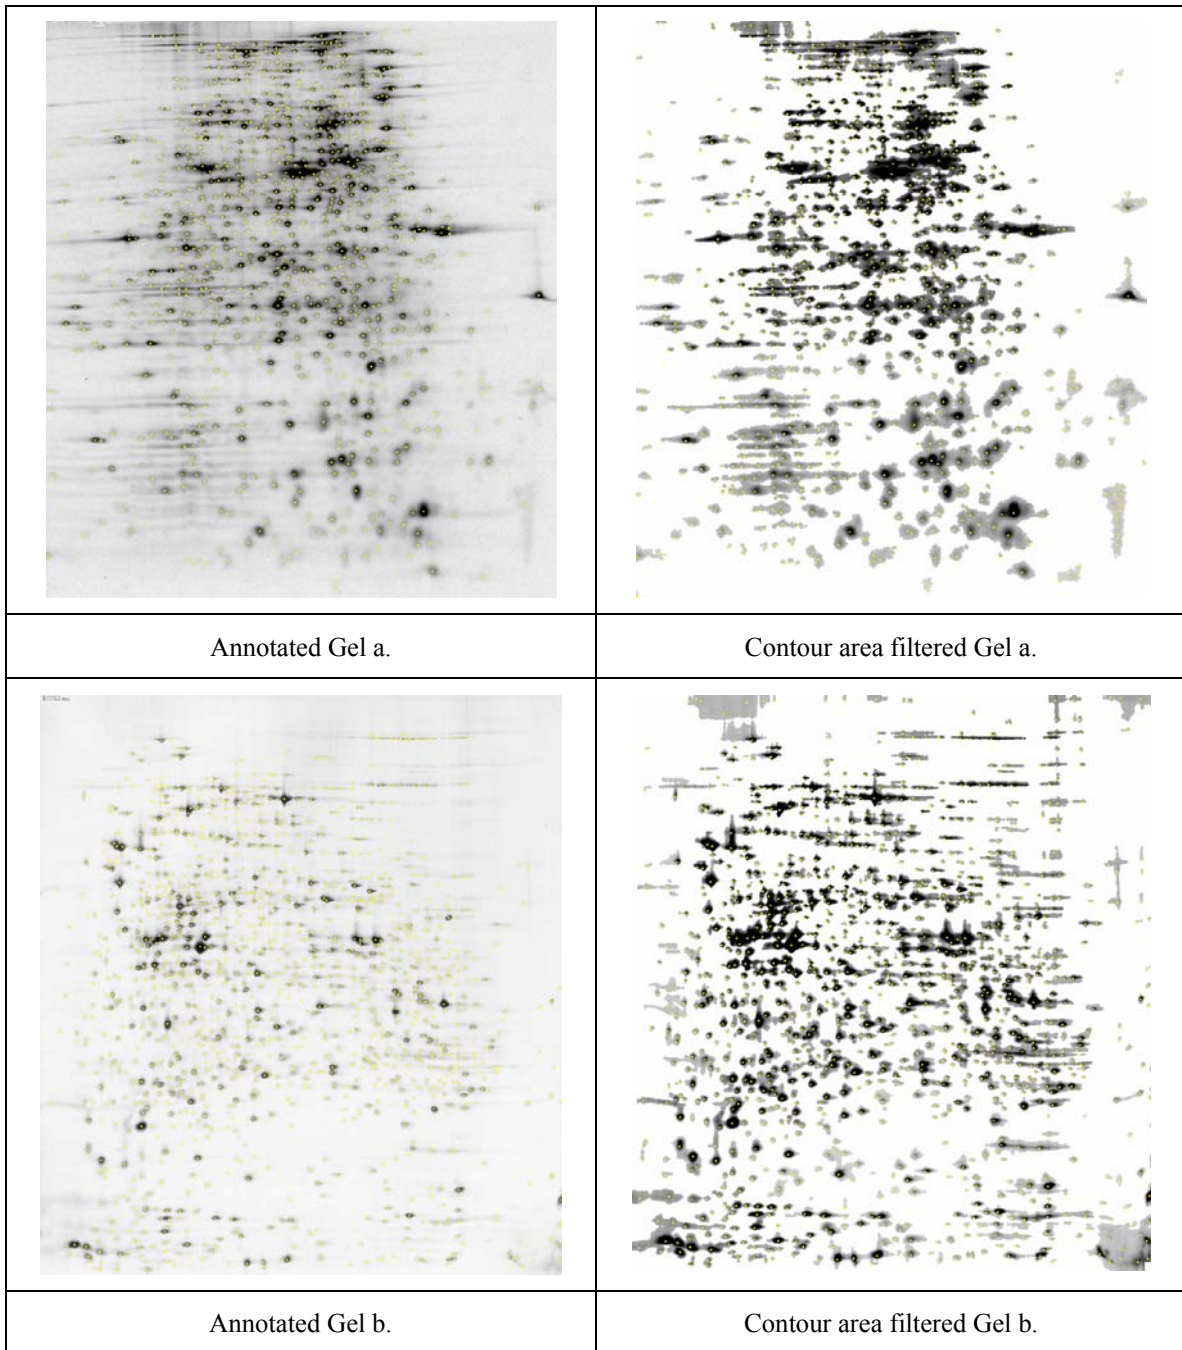 Annotated Gel a.
Contour area filtered Gel a.
Annotated Gel b.
Contour area filtered Gel b.